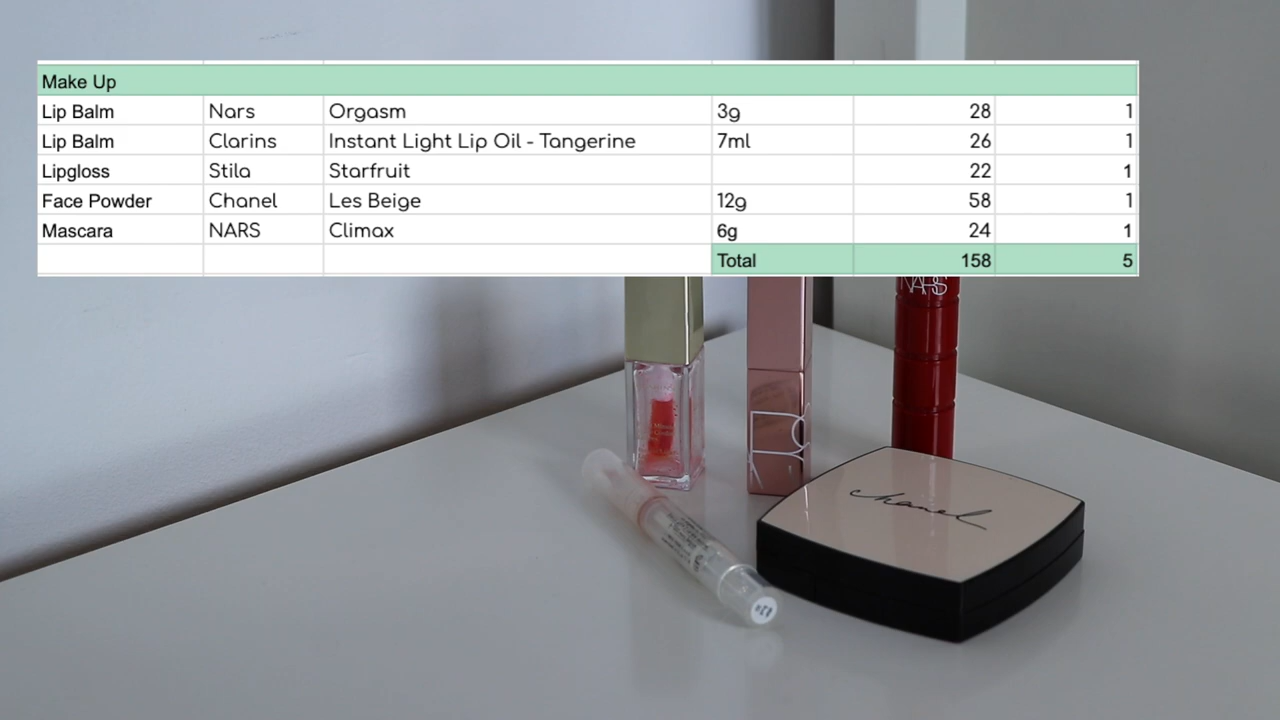 Make Up
Lip Balm Nars Orgasm 3g 28 1
Lip Balm Clarins Instant Light Lip Oil - Tangerine 7ml 26 1
Lipgloss Stila Starfruit 22 1
Face Powder Chanel Les Beige 12g 58 1
Mascara NARS Climax 6g 24 1
Total 158 5
NARS
Chanel